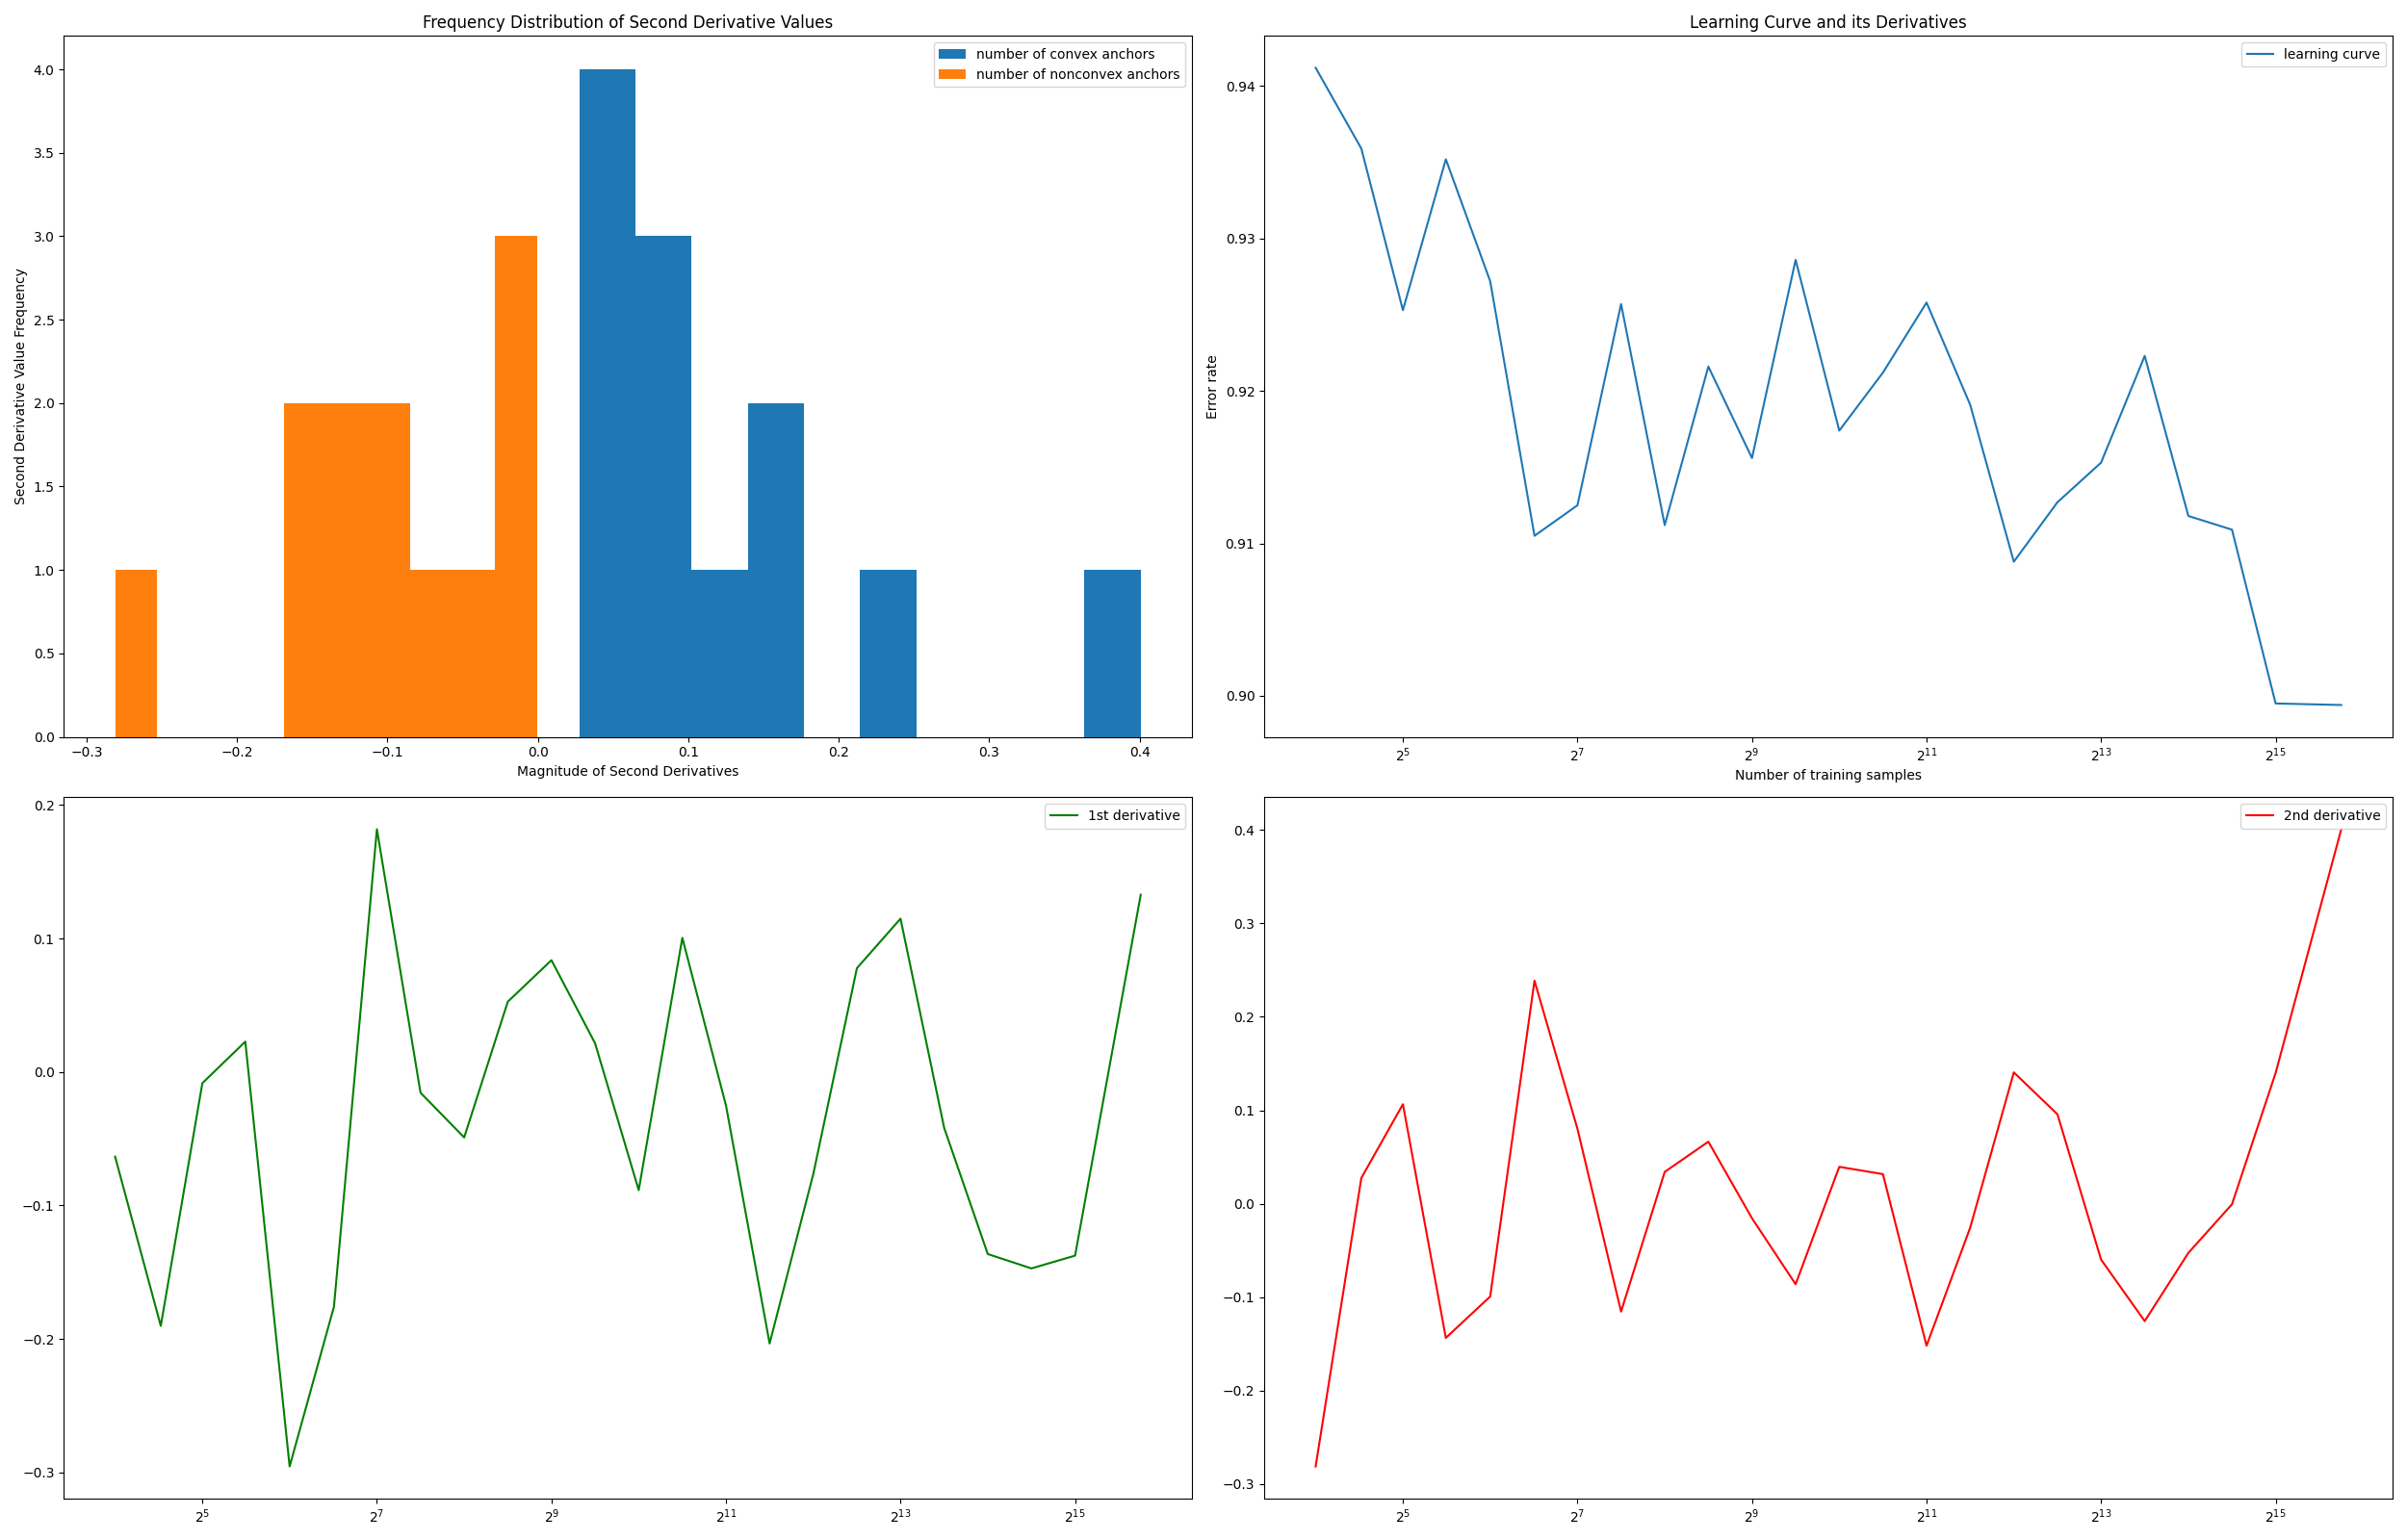 Frequency Distribution of Second Derivative Values
number of convex anchors
number of nonconvex anchors
4.0
3.5
3.0
2.5
2.0
1.5
1.0
0.5
0.0
Second Derivative Value Frequency
−0.3 −0.2 −0.1 0.0 0.1 0.2 0.3 0.4
Magnitude of Second Derivatives
Learning Curve and its Derivatives
learning curve
0.94
0.93
0.92
0.91
0.90
Error rate
2^5 2^7 2^9 2^11 2^13 2^15
Number of training samples
1st derivative
0.2
0.1
0.0
−0.1
−0.2
−0.3
2^5 2^7 2^9 2^11 2^13 2^15
2nd derivative
0.4
0.3
0.2
0.1
0.0
−0.1
−0.2
−0.3
2^5 2^7 2^9 2^11 2^13 2^15